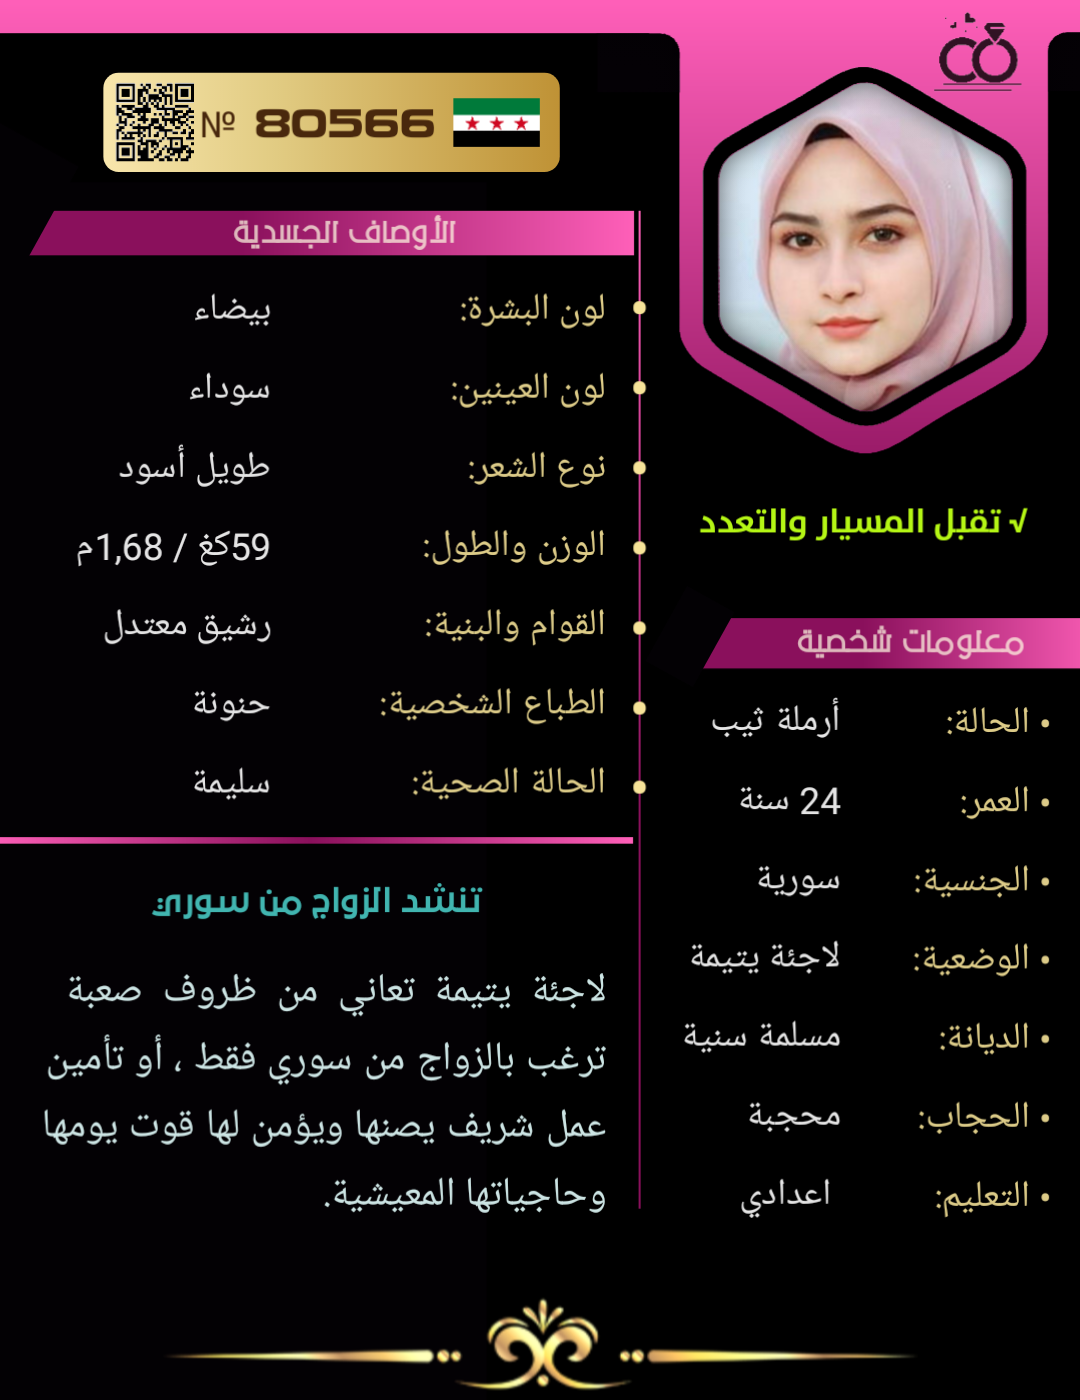 № 80566
الأوصاف الجسدية
لون البشرة: بيضاء
لون العينين: سوداء
نوع الشعر: طويل أسود
الوزن والطول: 59كغ / 1,68م
القوام والبنية: رشيق معتدل
الطباع الشخصية: حنونة
الحالة الصحية: سليمة
√ تقبل المسيار والتعدد
معلومات شخصية
• الحالة: أرملة ثيب
• العمر: 24 سنة
• الجنسية: سورية
• الوضعية: لاجئة يتيمة
• الديانة: مسلمة سنية
• الحجاب: محجبة
• التعليم: اعدادي
تنشد الزواج من سوري
لاجئة يتيمة تعاني من ظروف صعبة
ترغب بالزواج من سوري فقط ، أو تأمين
عمل شريف يصنها ويؤمن لها قوت يومها
وحاجياتها المعيشية.